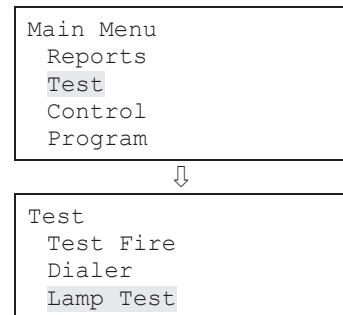 Main Menu
Reports
Test
Control
Program
⇩
Test
Test Fire
Dialer
Lamp Test